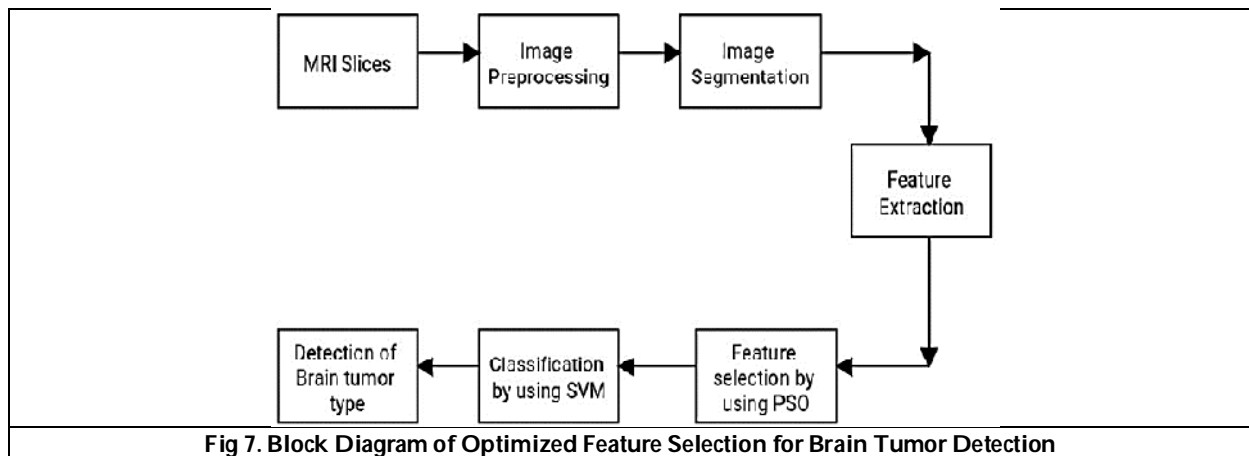 MRI Slices
Image
Preprocessing
Image
Segmentation
Feature
Extraction
Feature
selection by
using PSO
Classification
by using SVM
Detection of
Brain tumor
type
Fig 7. Block Diagram of Optimized Feature Selection for Brain Tumor Detection